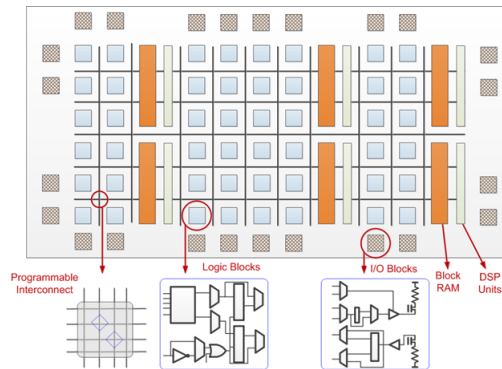 Programmable
Interconnect
Logic Blocks
I/O Blocks
Block
RAM
DSP
Units